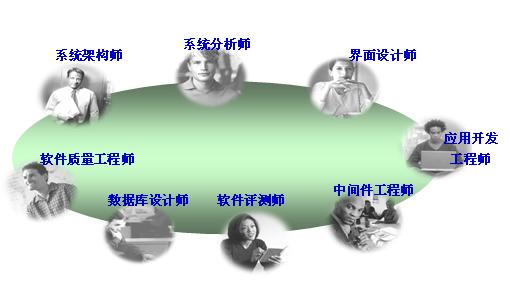 系统分析师
系统架构师
界面设计师
应用开发
工程师
软件质量工程师
中间件工程师
数据库设计师
软件评测师